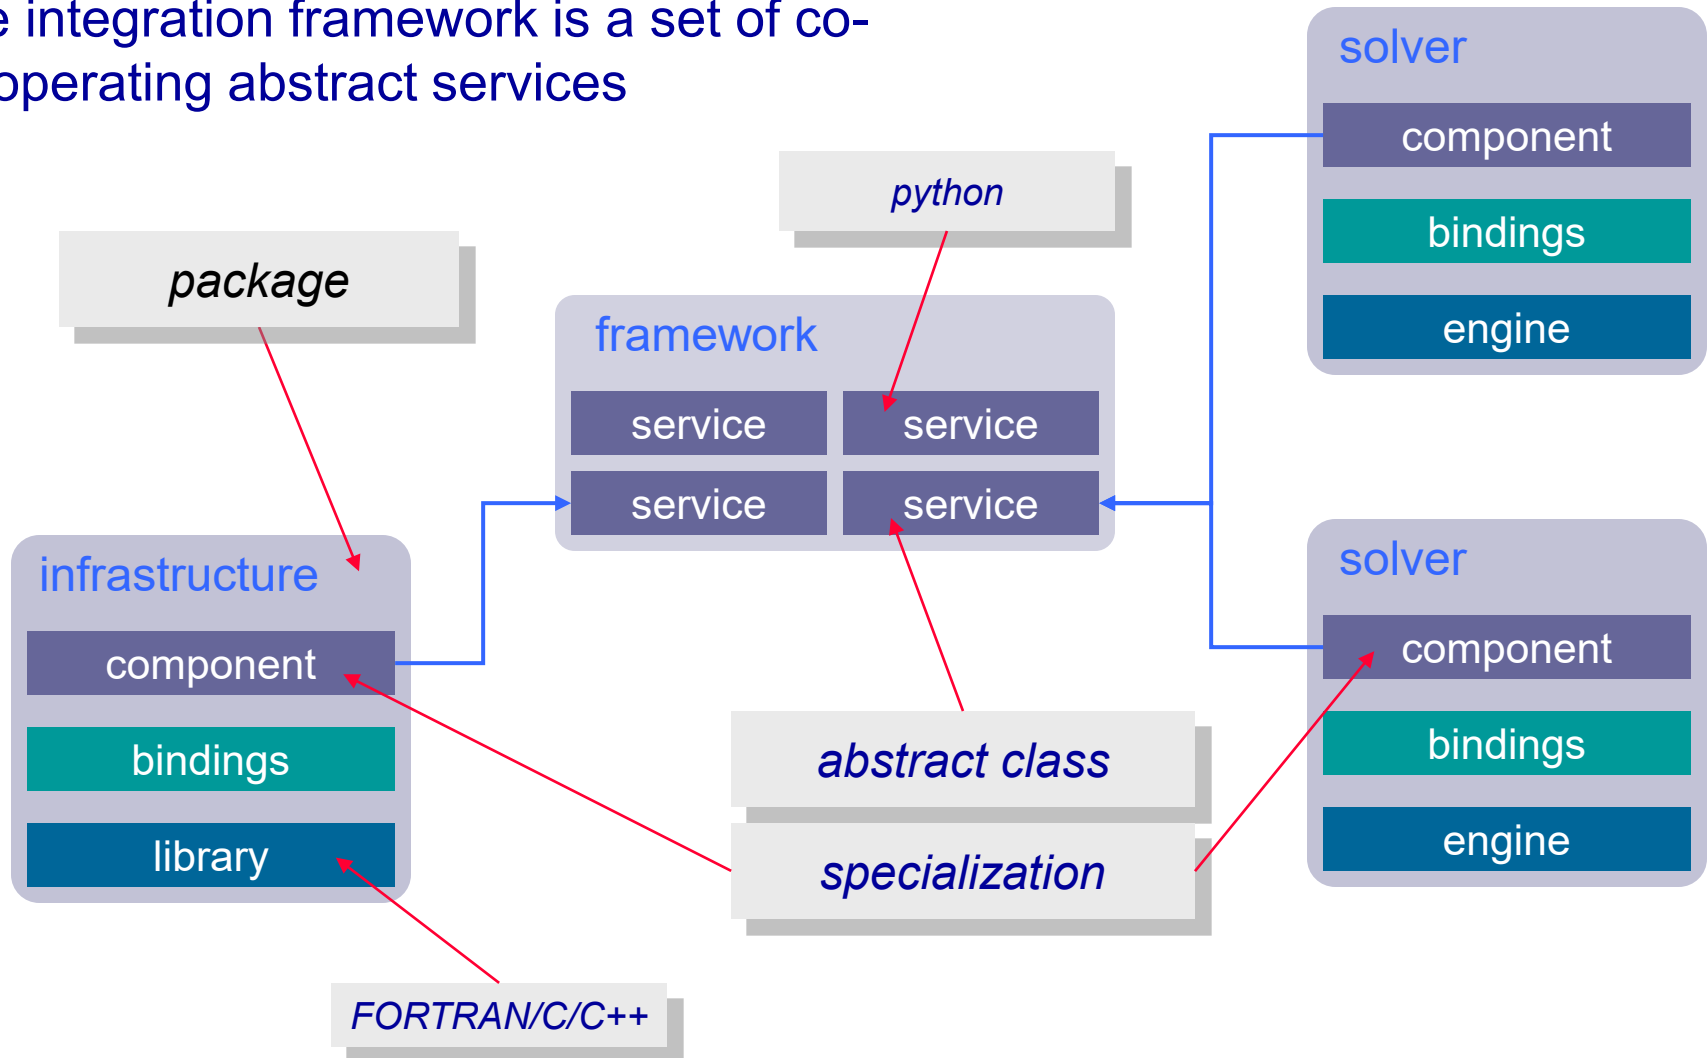 e integration framework is a set of co-
operating abstract services
solver
component
bindings
engine
python
package
framework
service service
service service
infrastructure
component
bindings
library
solver
component
bindings
engine
abstract class
specialization
FORTRAN/C/C++